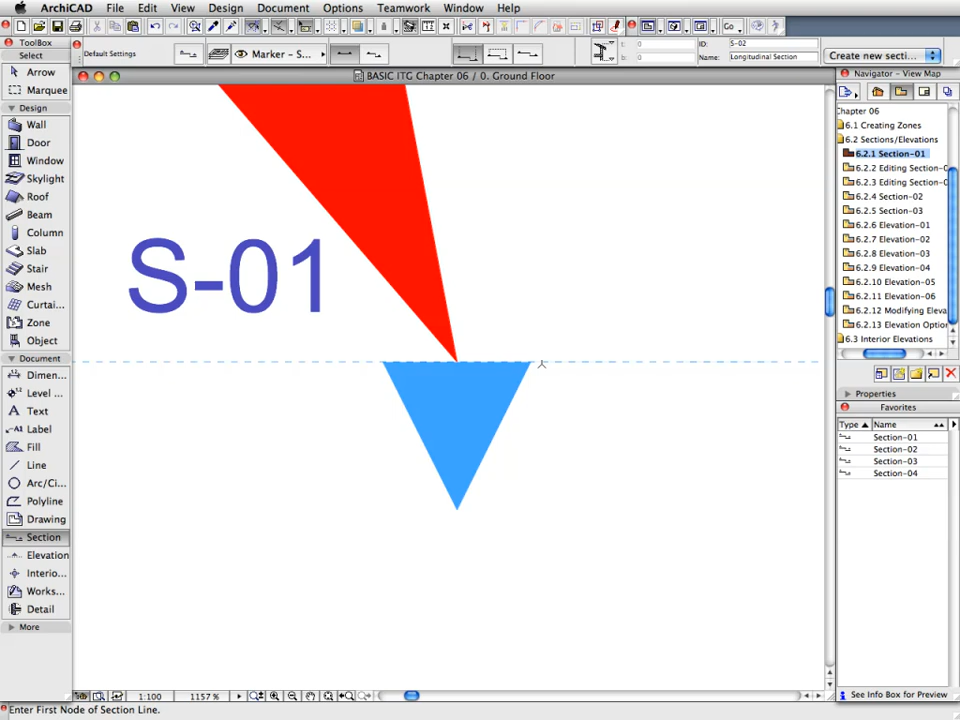 ArchiCAD File Edit View Design Document Options Teamwork Window Help
ToolBox
Select
Arrow
Marquee
Design
Wall
Door
Window
Skylight
Roof
Beam
Column
Slab
Stair
Mesh
Curtai...
Zone
Object
Document
Dimen...
Level ...
Text
Label
Fill
Line
Arc/Ci...
Polyline
Drawing
Section
Elevation
Interio...
Works...
Detail
More
Default Settings
Marker - S...
t: 0
b: 0
ID: S-02
Name: Longitudinal Section
Create new secti...
Go...
BASIC ITG Chapter 06 / 0. Ground Floor
S-01
1:100
1157 %
Enter First Node of Section Line.
Navigator - View Map
Chapter 06
6.1 Creating Zones
6.2 Sections/Elevations
6.2.1 Section-01
6.2.2 Editing Section-0
6.2.3 Editing Section-0
6.2.4 Section-02
6.2.5 Section-03
6.2.6 Elevation-01
6.2.7 Elevation-02
6.2.8 Elevation-03
6.2.9 Elevation-04
6.2.10 Elevation-05
6.2.11 Elevation-06
6.2.12 Modifying Eleva
6.2.13 Elevation Option
6.3 Interior Elevations
Properties
Favorites
Type Name
Section-01
Section-02
Section-03
Section-04
See Info Box for Preview